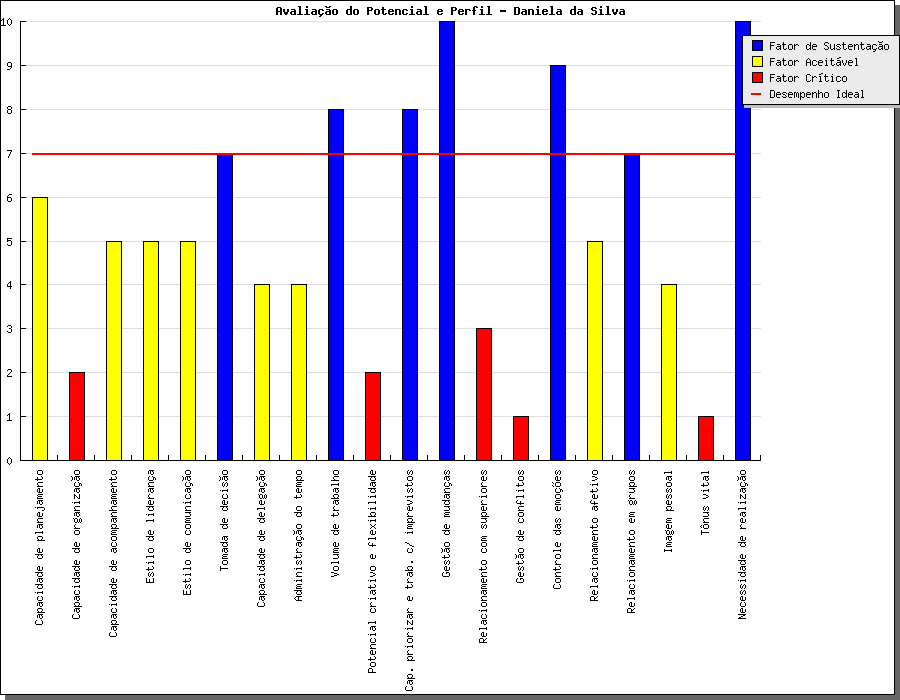 Avaliação do Potencial e Perfil - Daniela da Silva
Fator de Sustentação
Fator Aceitável
Fator Crítico
Desempenho Ideal
10
9
8
7
6
5
4
3
2
1
0
Capacidade de planejamento
Capacidade de organização
Capacidade de acompanhamento
Estilo de liderança
Estilo de comunicação
Tomada de decisão
Capacidade de delegação
Administração do tempo
Volume de trabalho
Potencial criativo e flexibilidade
Cap. priorizar e trab. c/ imprevistos
Gestão de mudanças
Relacionamento com superiores
Gestão de conflitos
Controle das emoções
Relacionamento afetivo
Relacionamento em grupos
Imagem pessoal
Tônus vital
Necessidade de realização